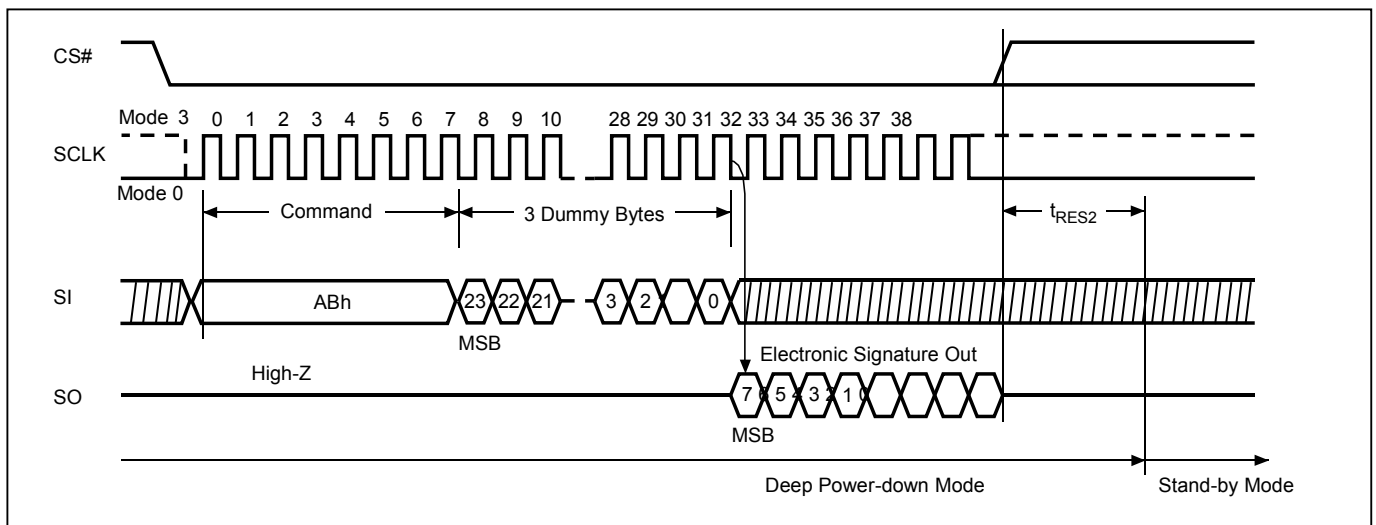 CS#
Mode 3 0 1 2 3 4 5 6 7 8 9 10 28 29 30 31 32 33 34 35 36 37 38
SCLK
Mode 0
Command
3 Dummy Bytes
tRES2
SI
ABh
23 22 21 3 2 0
MSB
Electronic Signature Out
High-Z
SO
7 6 5 4 3 2 1 0
MSB
Deep Power-down Mode
Stand-by Mode